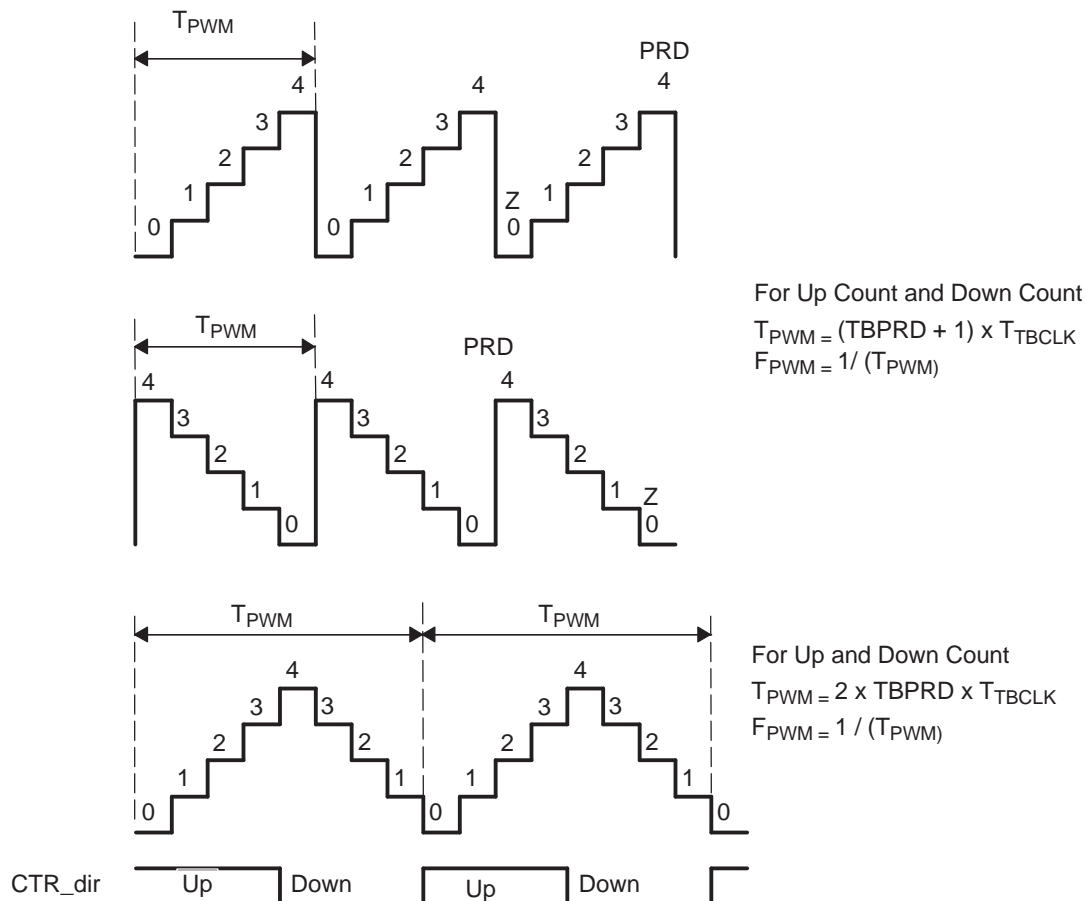 TPWM
PRD
4 4 4
3 3 3
2 2 2
1 1 Z 1
0 0 0
For Up Count and Down Count
TPWM = (TBPRD + 1) x TTBCLK
FPWM = 1/ (TPWM)
TPWM
PRD
4 4 4
3 3 3
2 2 2
1 1 1 Z
0 0 0
TPWM TPWM
For Up and Down Count
TPWM = 2 x TBPRD x TTBCLK
FPWM = 1 / (TPWM)
4 4
3 3 3 3
2 2 2 2
1 1 1 1
0 0 0
CTR_dir Up Down Up Down